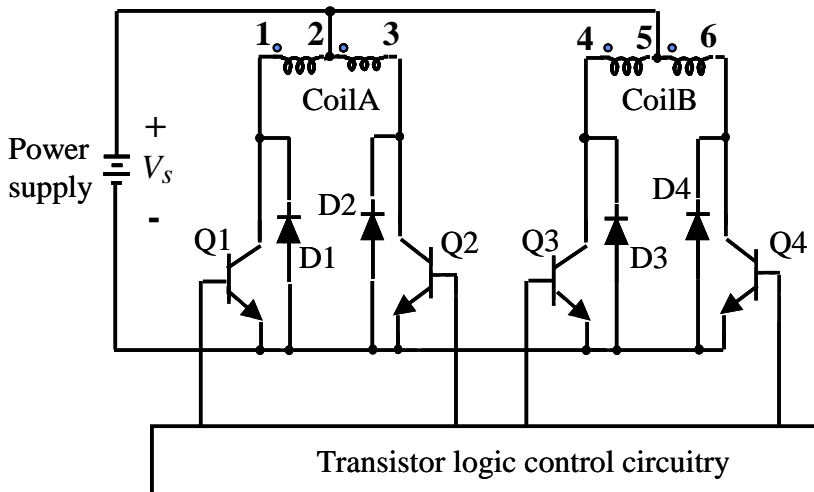 1 2 3 4 5 6
CoilA CoilB
+
Power
supply
Vs
-
D2 D4
Q1 Q2 Q3 Q4
D1 D3
Transistor logic control circuitry